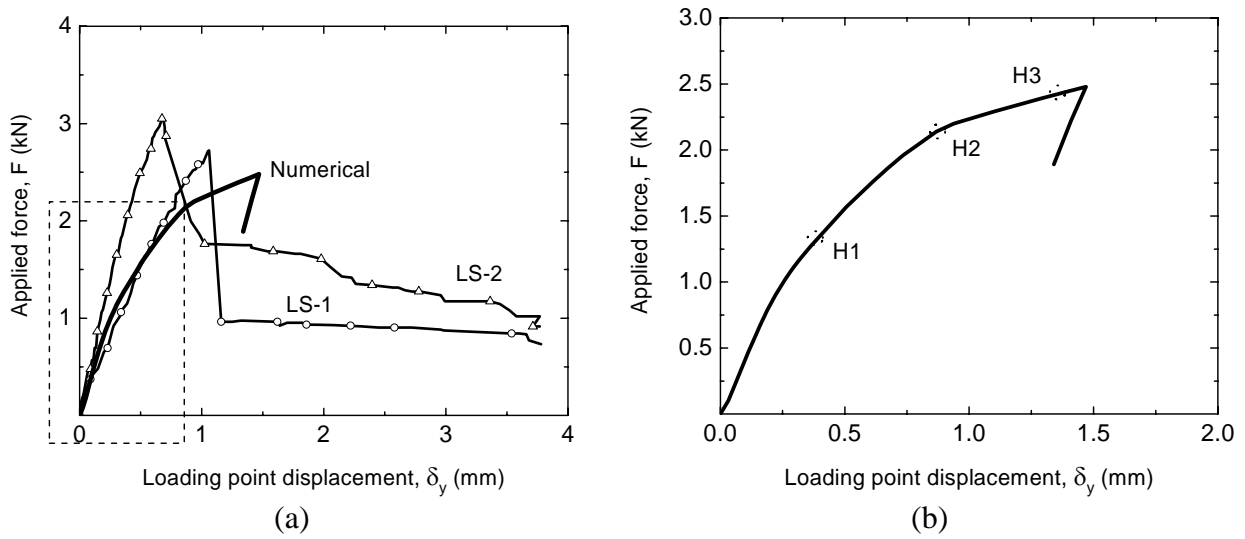 4
3
2
1
0
1
2
3
4
Applied force, F (kN)
Numerical
LS-2
LS-1
Loading point displacement, δy (mm)
(a)
3.0
2.5
2.0
1.5
1.0
0.5
0.0
0.5
1.0
1.5
2.0
Applied force, F (kN)
H3
H2
H1
Loading point displacement, δy (mm)
(b)